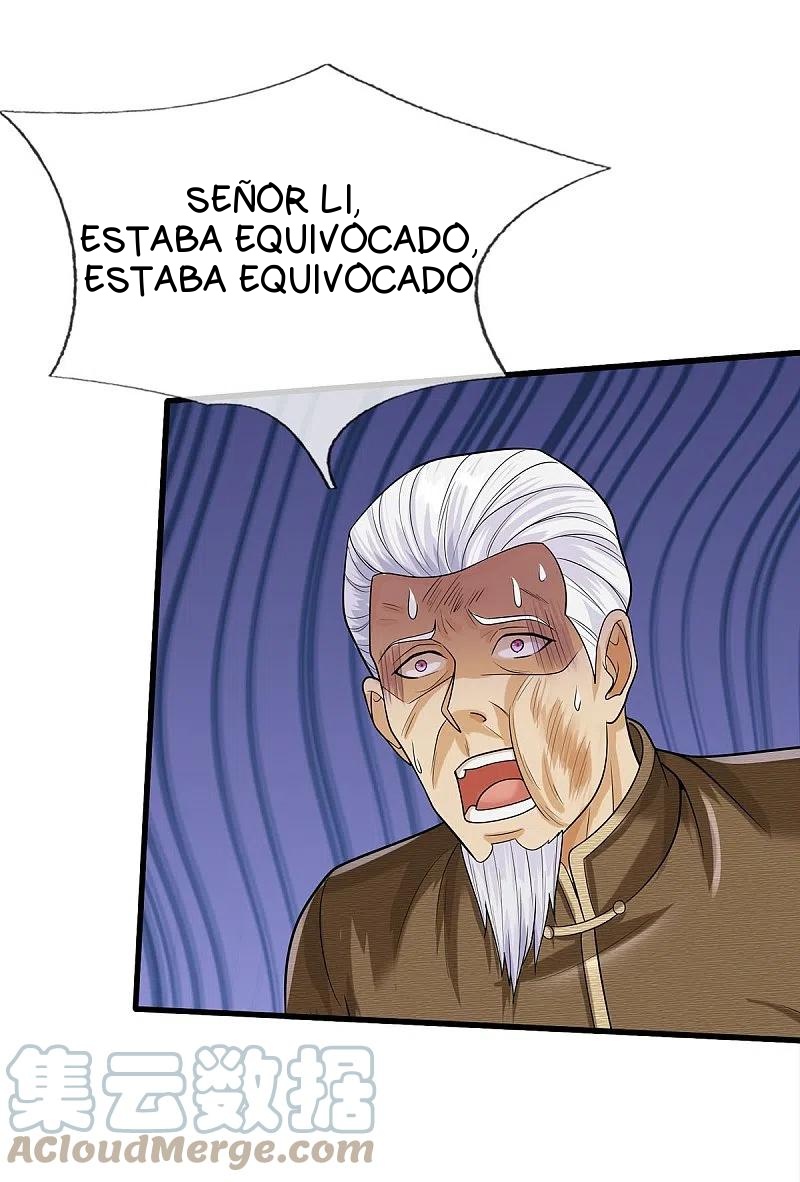 SEÑOR LI,
ESTABA EQUIVOCADO,
ESTABA EQUIVOCADO
集云数据
ACloudMerge.com